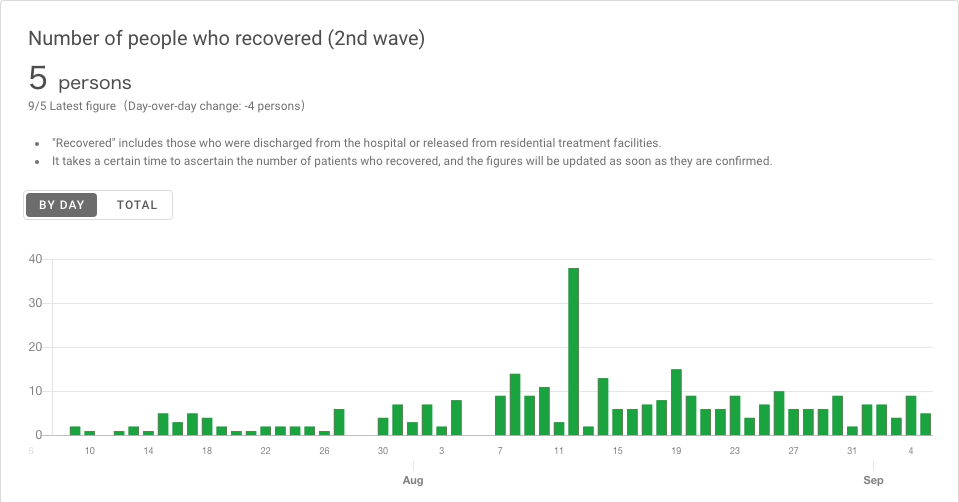 Number of people who recovered (2nd wave)
5 persons
9/5 Latest figure（Day-over-day change: -4 persons）
• "Recovered" includes those who were discharged from the hospital or released from residential treatment facilities.
• It takes a certain time to ascertain the number of patients who recovered, and the figures will be updated as soon as they are confirmed.
BY DAY TOTAL
40
30
20
10
0
10 14 18 22 26 30 3 7 11 15 19 23 27 31 4
Aug Sep